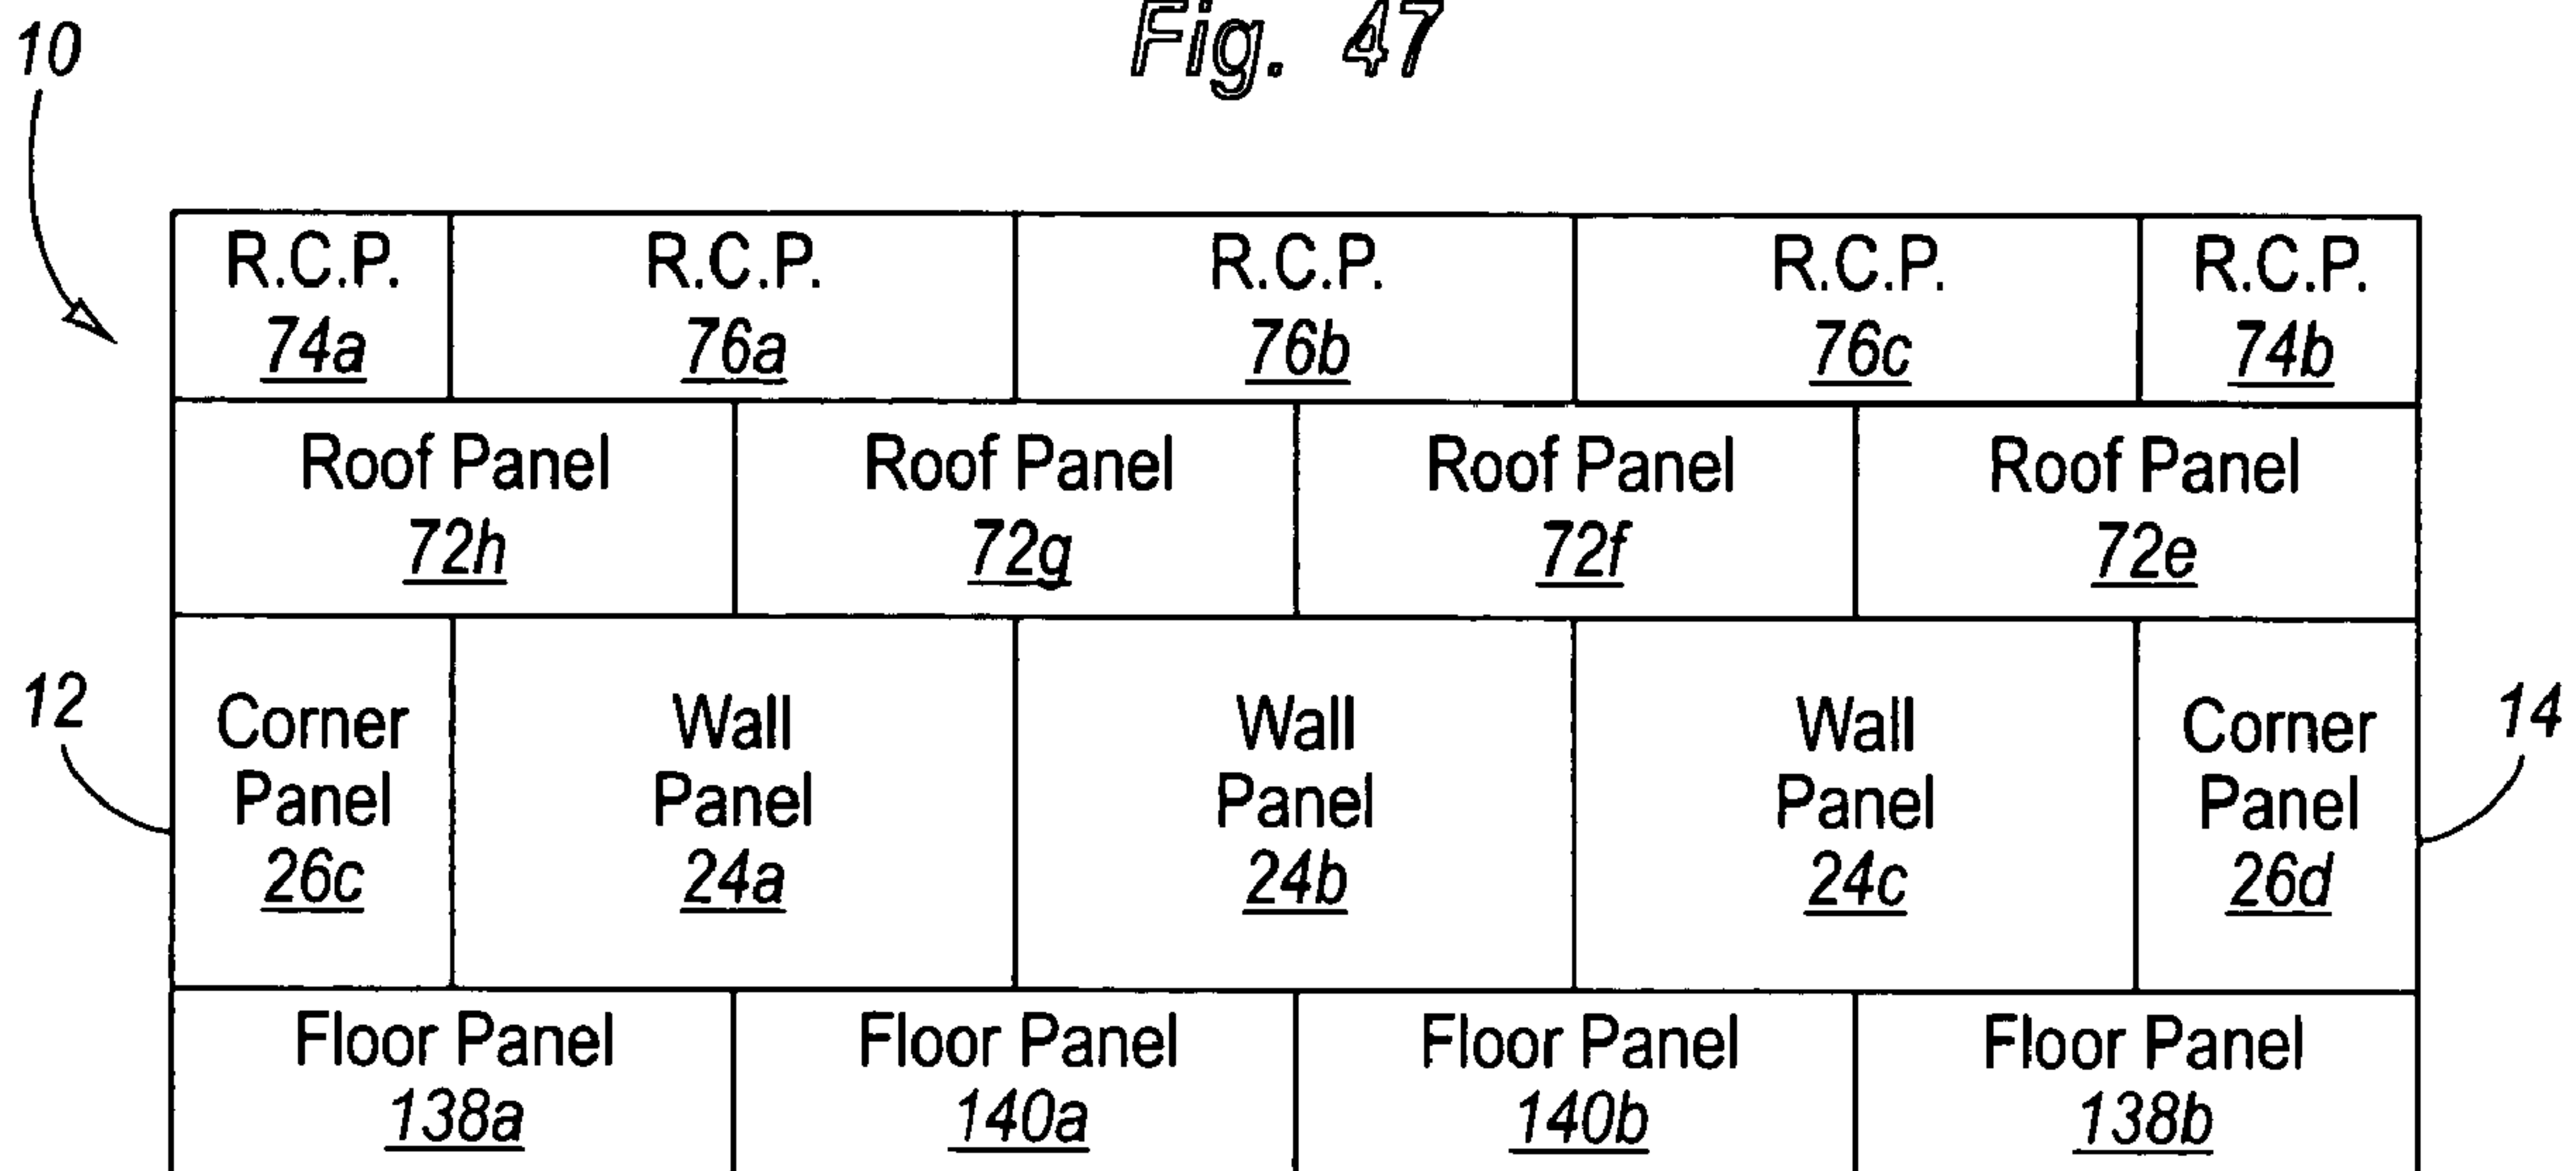 Fig. 47
10
R.C.P. R.C.P. R.C.P. R.C.P. R.C.P.
74a 76a 76b 76c 74b
Roof Panel Roof Panel Roof Panel Roof Panel
72h 72g 72f 72e
12
Corner Wall Wall Wall Corner
Panel Panel Panel Panel Panel
26c 24a 24b 24c 26d
14
Floor Panel Floor Panel Floor Panel Floor Panel
138a 140a 140b 138b